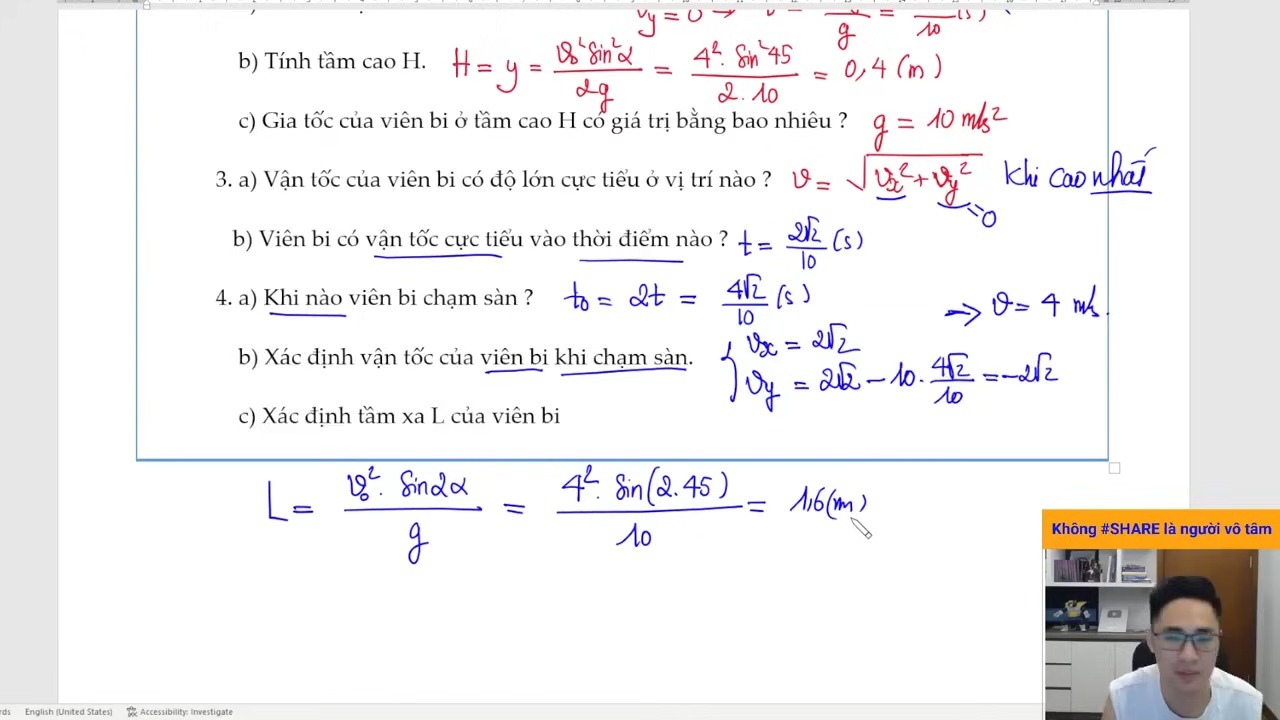 vy = 0 → = = (s)
g 10
b) Tính tầm cao H. H = y = v₀² sin²α / 2g = 4² . sin²45 / 2 . 10 = 0,4 (m)
c) Gia tốc của viên bi ở tầm cao H có giá trị bằng bao nhiêu ? g = 10 m/s²
3. a) Vận tốc của viên bi có độ lớn cực tiểu ở vị trí nào ? v = √(vx² + vy²) khi cao nhất
=0
b) Viên bi có vận tốc cực tiểu vào thời điểm nào ? t = 2√2 / 10 (s)
4. a) Khi nào viên bi chạm sàn ? t₀ = 2t = 4√2 / 10 (s) → v = 4 m/s.
vx = 2√2
b) Xác định vận tốc của viên bi khi chạm sàn. vy = 2√2 − 10 . 4√2 / 10 = −2√2
c) Xác định tầm xa L của viên bi
L = v₀² . sin2α / g = 4² . sin(2.45) / 10 = 1,6 (m)
Không #SHARE là người vô tâm
English (United States) Accessibility: Investigate